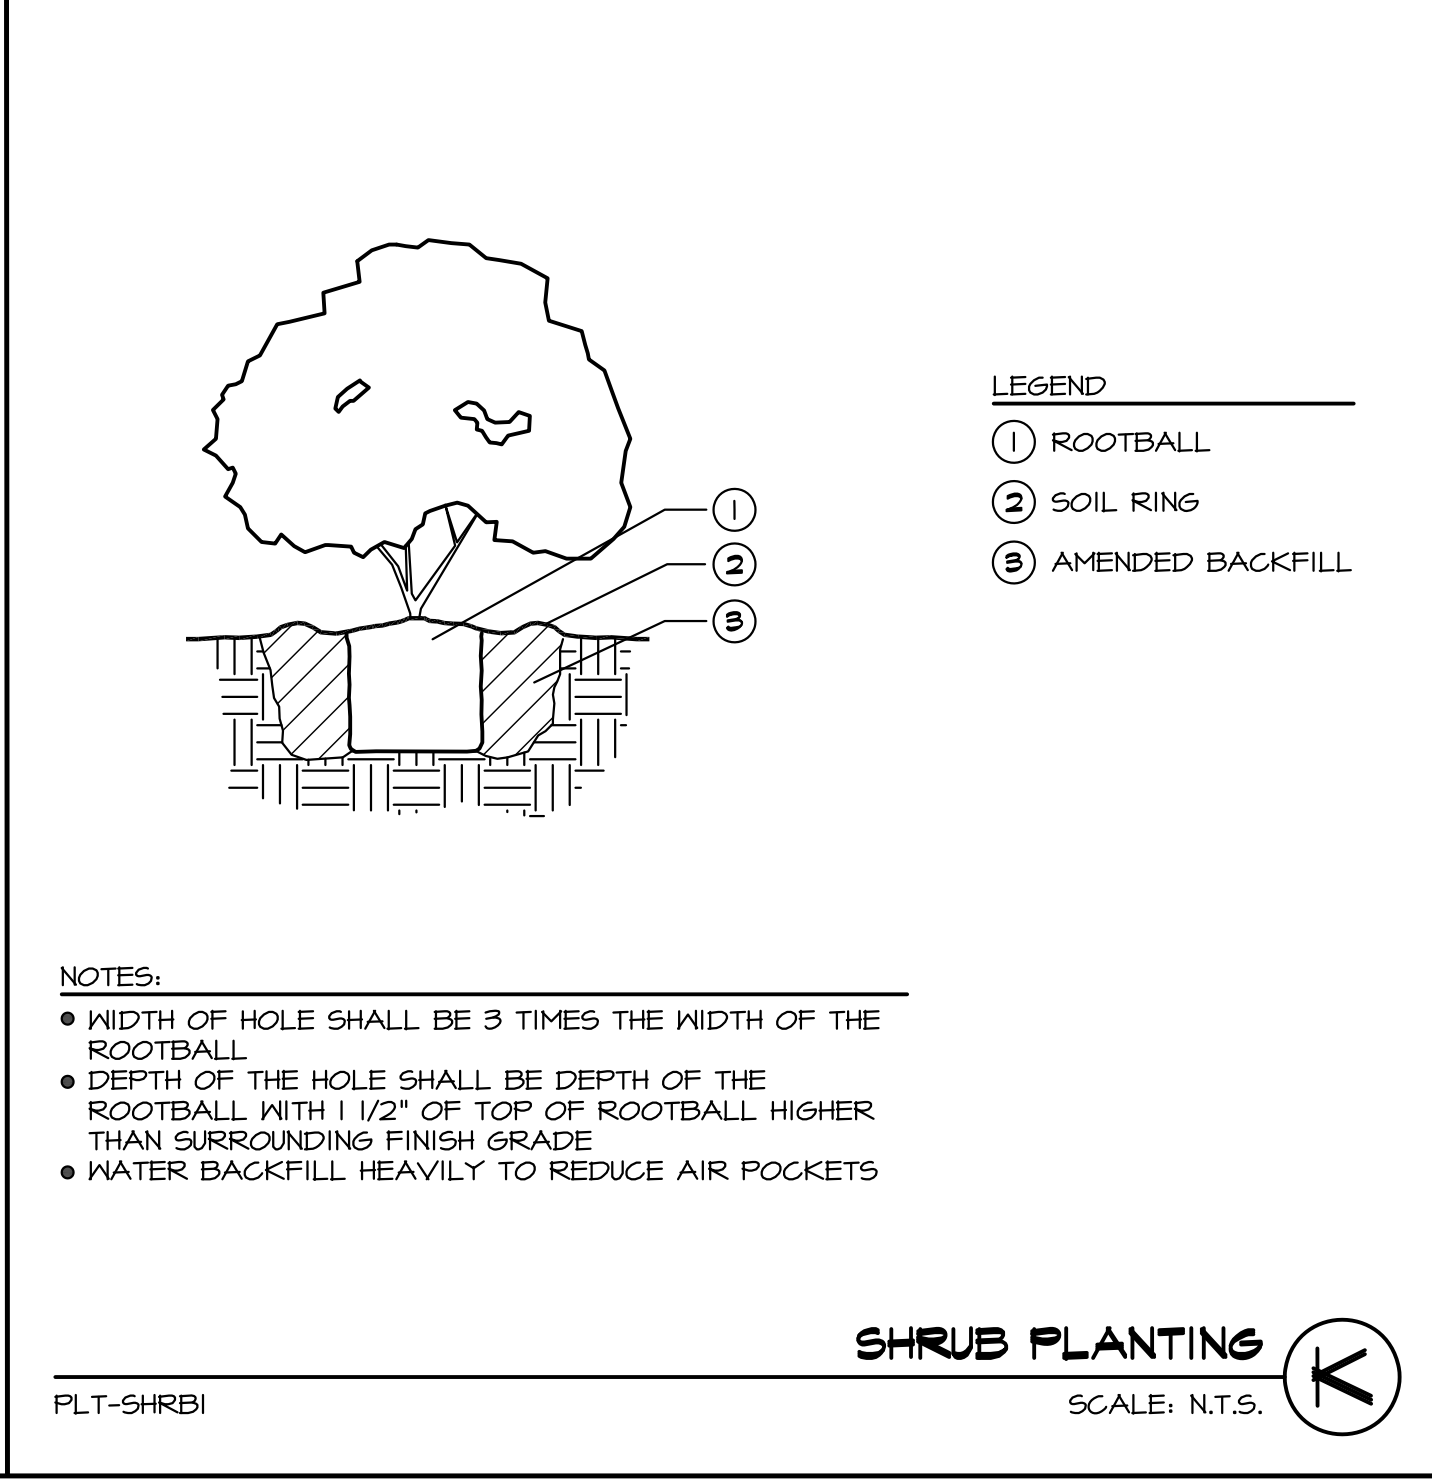 LEGEND
1 ROOTBALL
2 SOIL RING
3 AMENDED BACKFILL
1
2
3
NOTES:
● WIDTH OF HOLE SHALL BE 3 TIMES THE WIDTH OF THE
ROOTBALL
● DEPTH OF THE HOLE SHALL BE DEPTH OF THE
ROOTBALL WITH 1 1/2" OF TOP OF ROOTBALL HIGHER
THAN SURROUNDING FINISH GRADE
● WATER BACKFILL HEAVILY TO REDUCE AIR POCKETS
SHRUB PLANTING
K
PLT-SHRB1
SCALE: N.T.S.